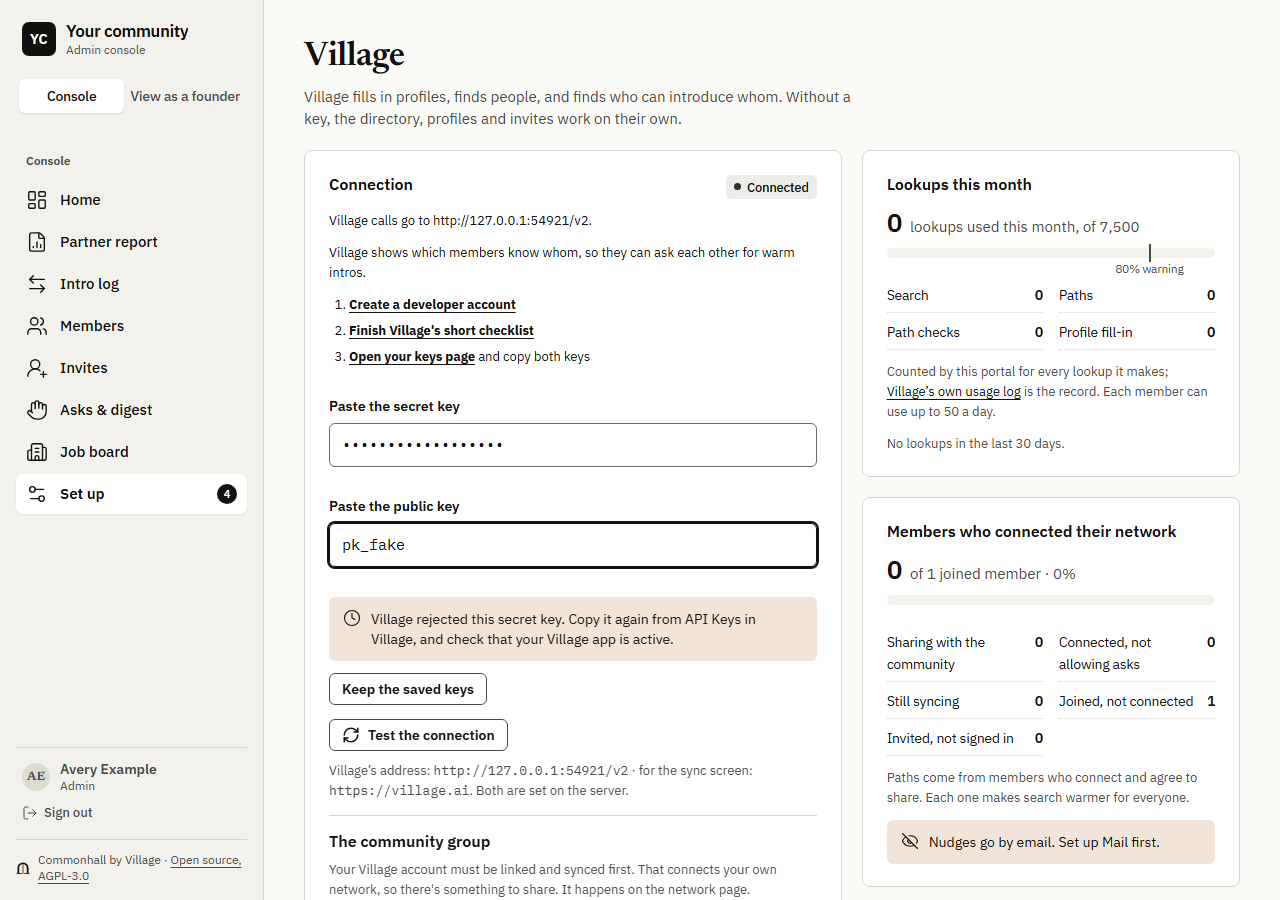 YC
Your community
Admin console
Console
View as a founder
Console
Home
Partner report
Intro log
Members
Invites
Asks & digest
Job board
Set up
4
AE
Avery Example
Admin
Sign out
Commonhall by Village · Open source,
AGPL-3.0
Village
Village fills in profiles, finds people, and finds who can introduce whom. Without a
key, the directory, profiles and invites work on their own.
Connection
Connected
Village calls go to http://127.0.0.1:54921/v2.
Village shows which members know whom, so they can ask each other for warm
intros.
1. Create a developer account
2. Finish Village's short checklist
3. Open your keys page and copy both keys
Paste the secret key
••••••••••••••••••
Paste the public key
pk_fake
Village rejected this secret key. Copy it again from API Keys in
Village, and check that your Village app is active.
Keep the saved keys
Test the connection
Village’s address: http://127.0.0.1:54921/v2 · for the sync screen:
https://village.ai. Both are set on the server.
The community group
Your Village account must be linked and synced first. That connects your own
network, so there's something to share. It happens on the network page.
Lookups this month
0 lookups used this month, of 7,500
80% warning
Search 0 Paths 0
Path checks 0 Profile fill-in 0
Counted by this portal for every lookup it makes;
Village’s own usage log is the record. Each member can
use up to 50 a day.
No lookups in the last 30 days.
Members who connected their network
0 of 1 joined member · 0%
Sharing with the 0 Connected, not 0
community allowing asks
Still syncing 0 Joined, not connected 1
Invited, not signed in 0
Paths come from members who connect and agree to
share. Each one makes search warmer for everyone.
Nudges go by email. Set up Mail first.